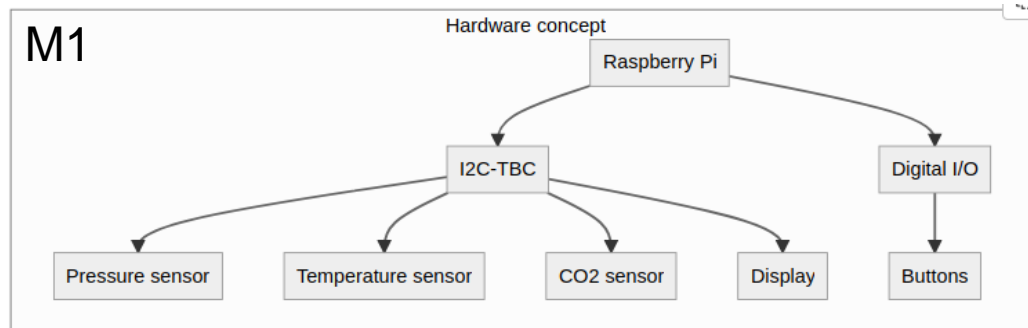 M1
Hardware concept
Raspberry Pi
I2C-TBC
Digital I/O
Pressure sensor
Temperature sensor
CO2 sensor
Display
Buttons